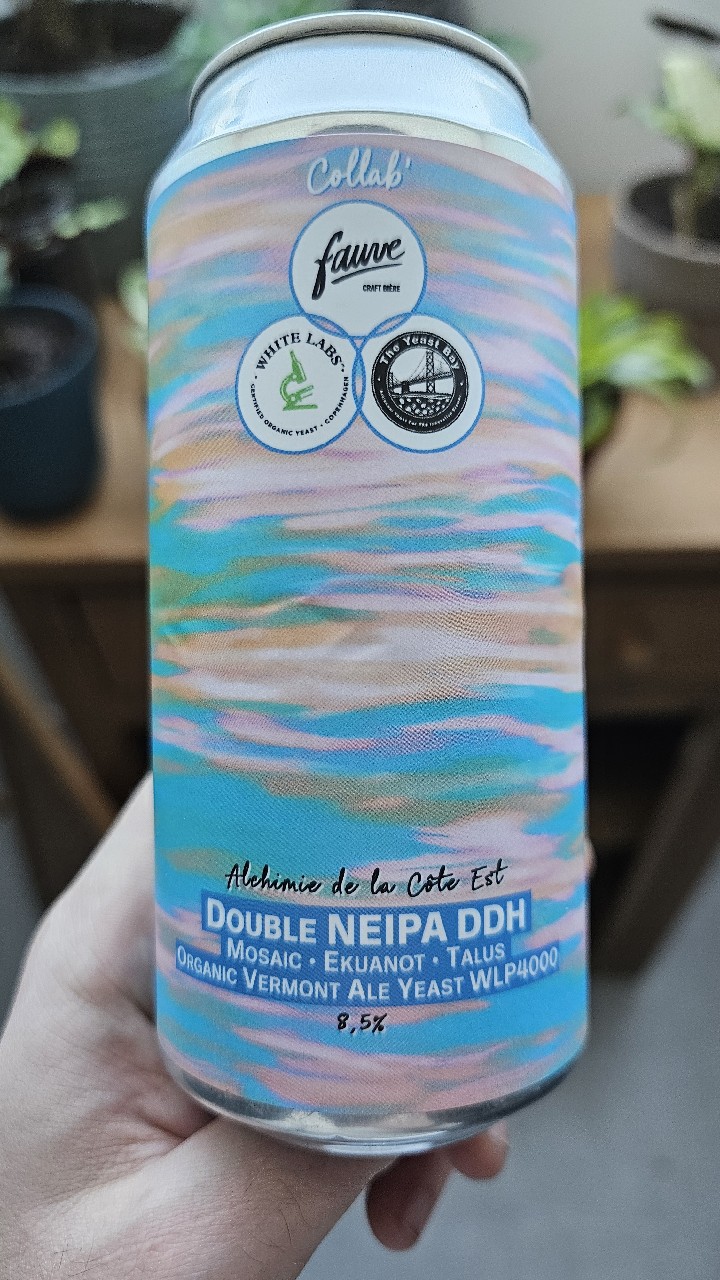 Collab'
fauve
CRAFT BIÈRE
WHITE LABS
CERTIFIED ORGANIC YEAST • COPENHAGEN
The Yeast Bay
Alchimie de la Côte Est
DOUBLE NEIPA DDH
MOSAIC • EKUANOT • TALUS
ORGANIC VERMONT ALE YEAST WLP4000
8,5%